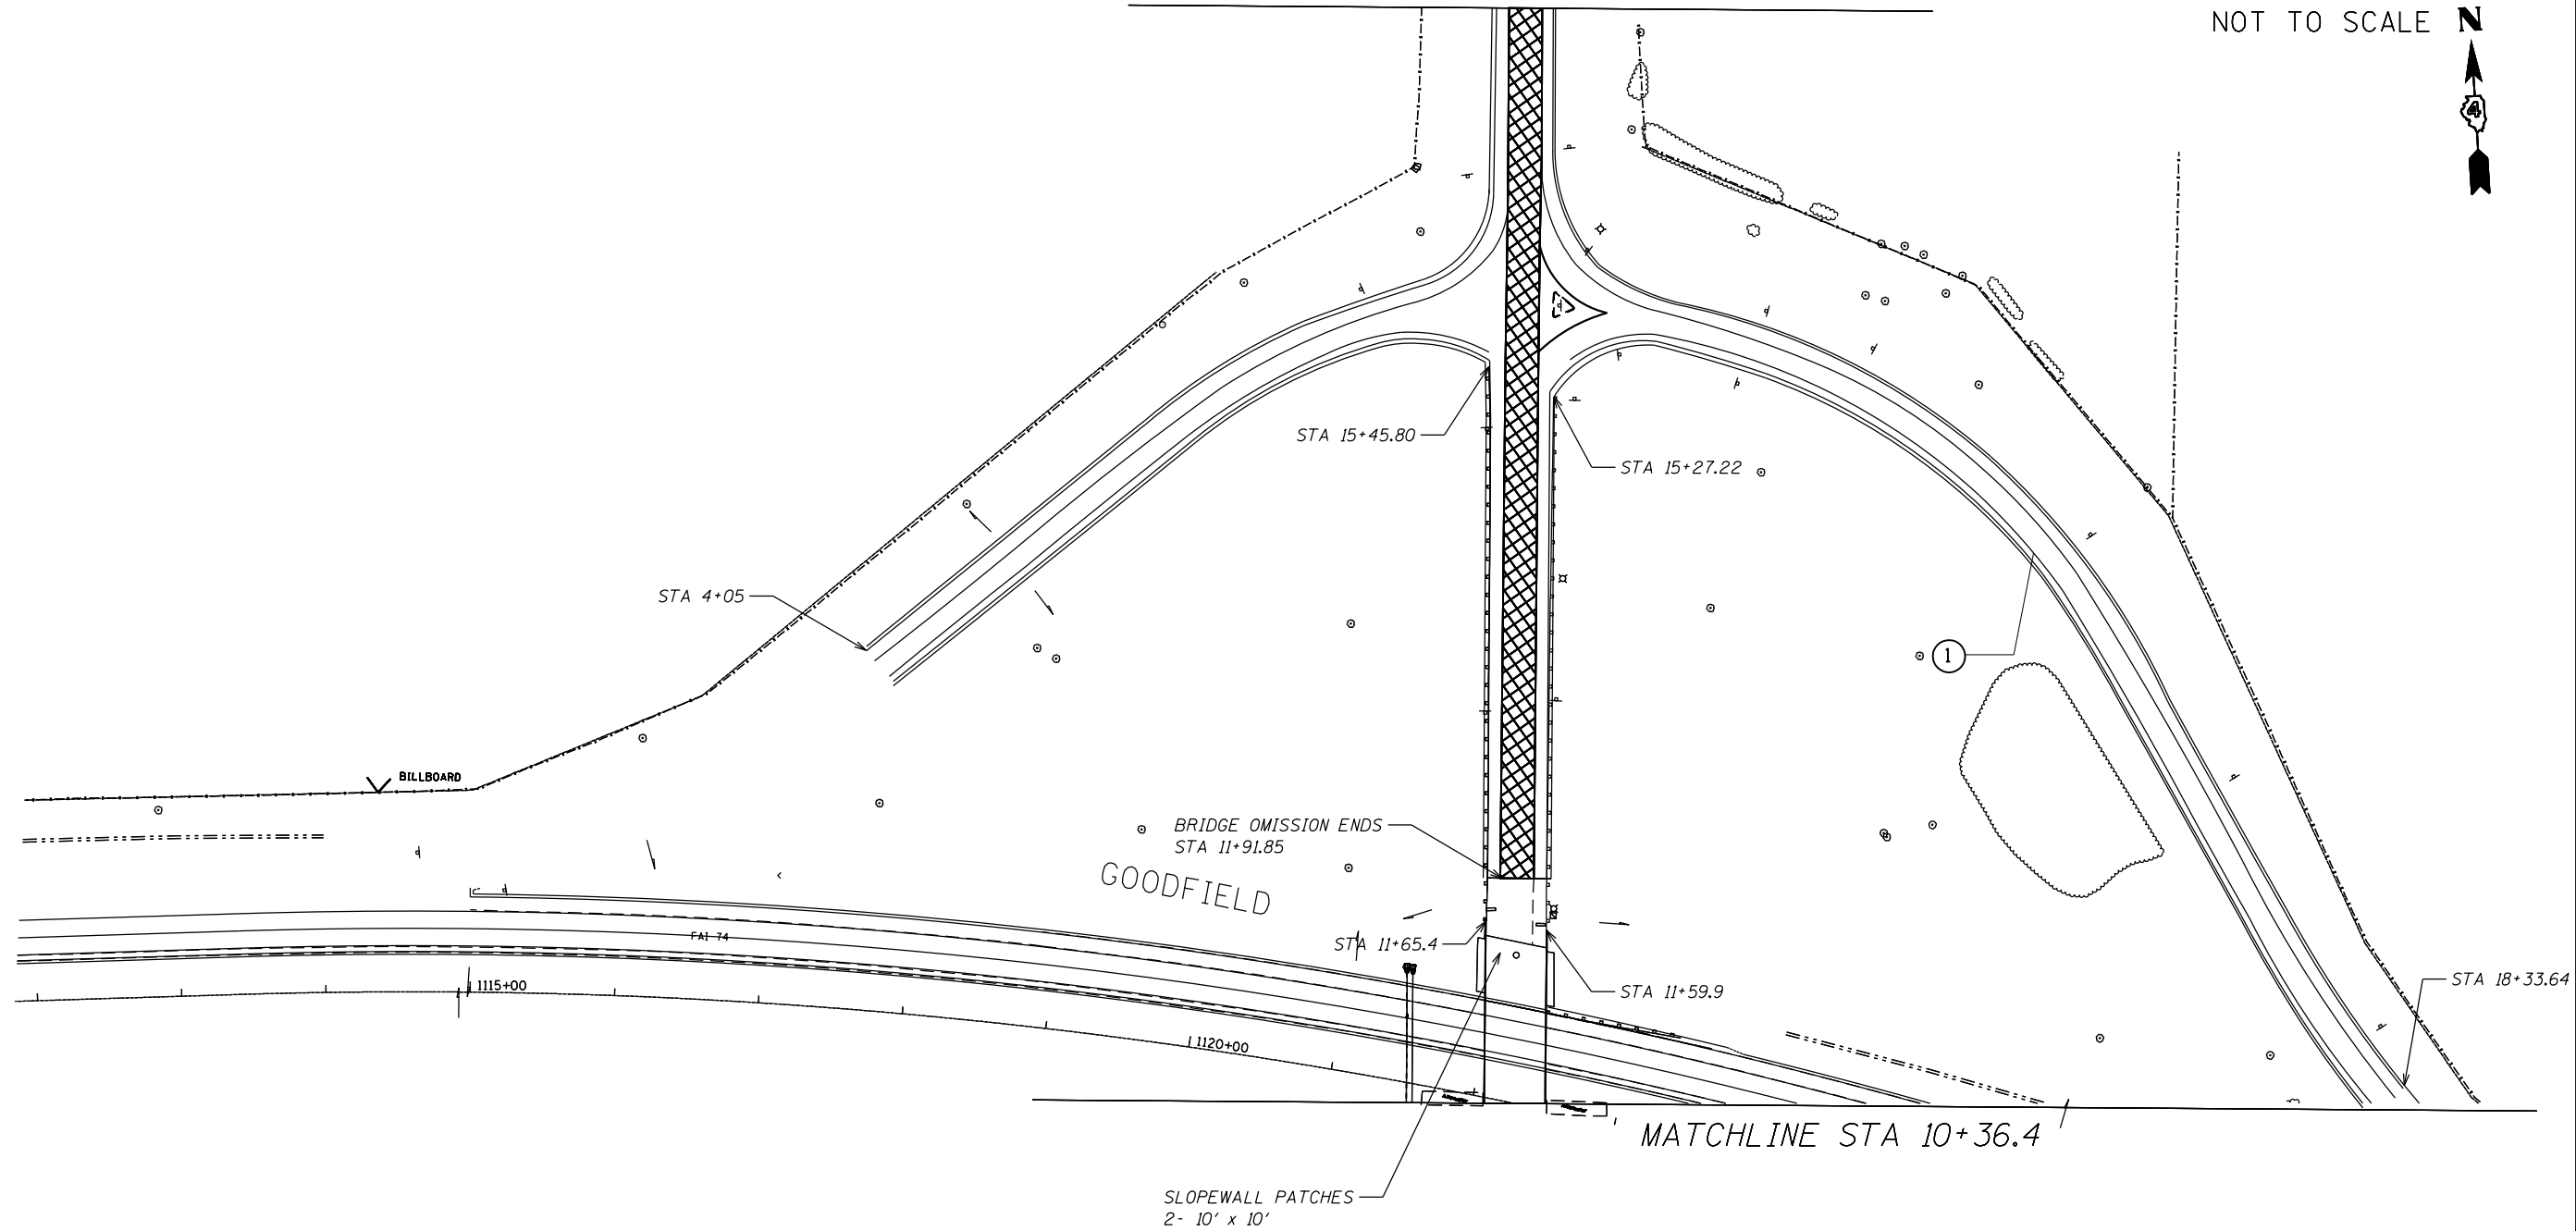 NOT TO SCALE N
4
STA 15+45.80
STA 15+27.22
STA 4+05
1
BILLBOARD
BRIDGE OMISSION ENDS
STA 11+91.85
GOODFIELD
FAI 74
STA 11+65.4
1115+00
STA 11+59.9
STA 18+33.64
1120+00
MATCHLINE STA 10+36.4
SLOPEWALL PATCHES
2- 10' x 10'